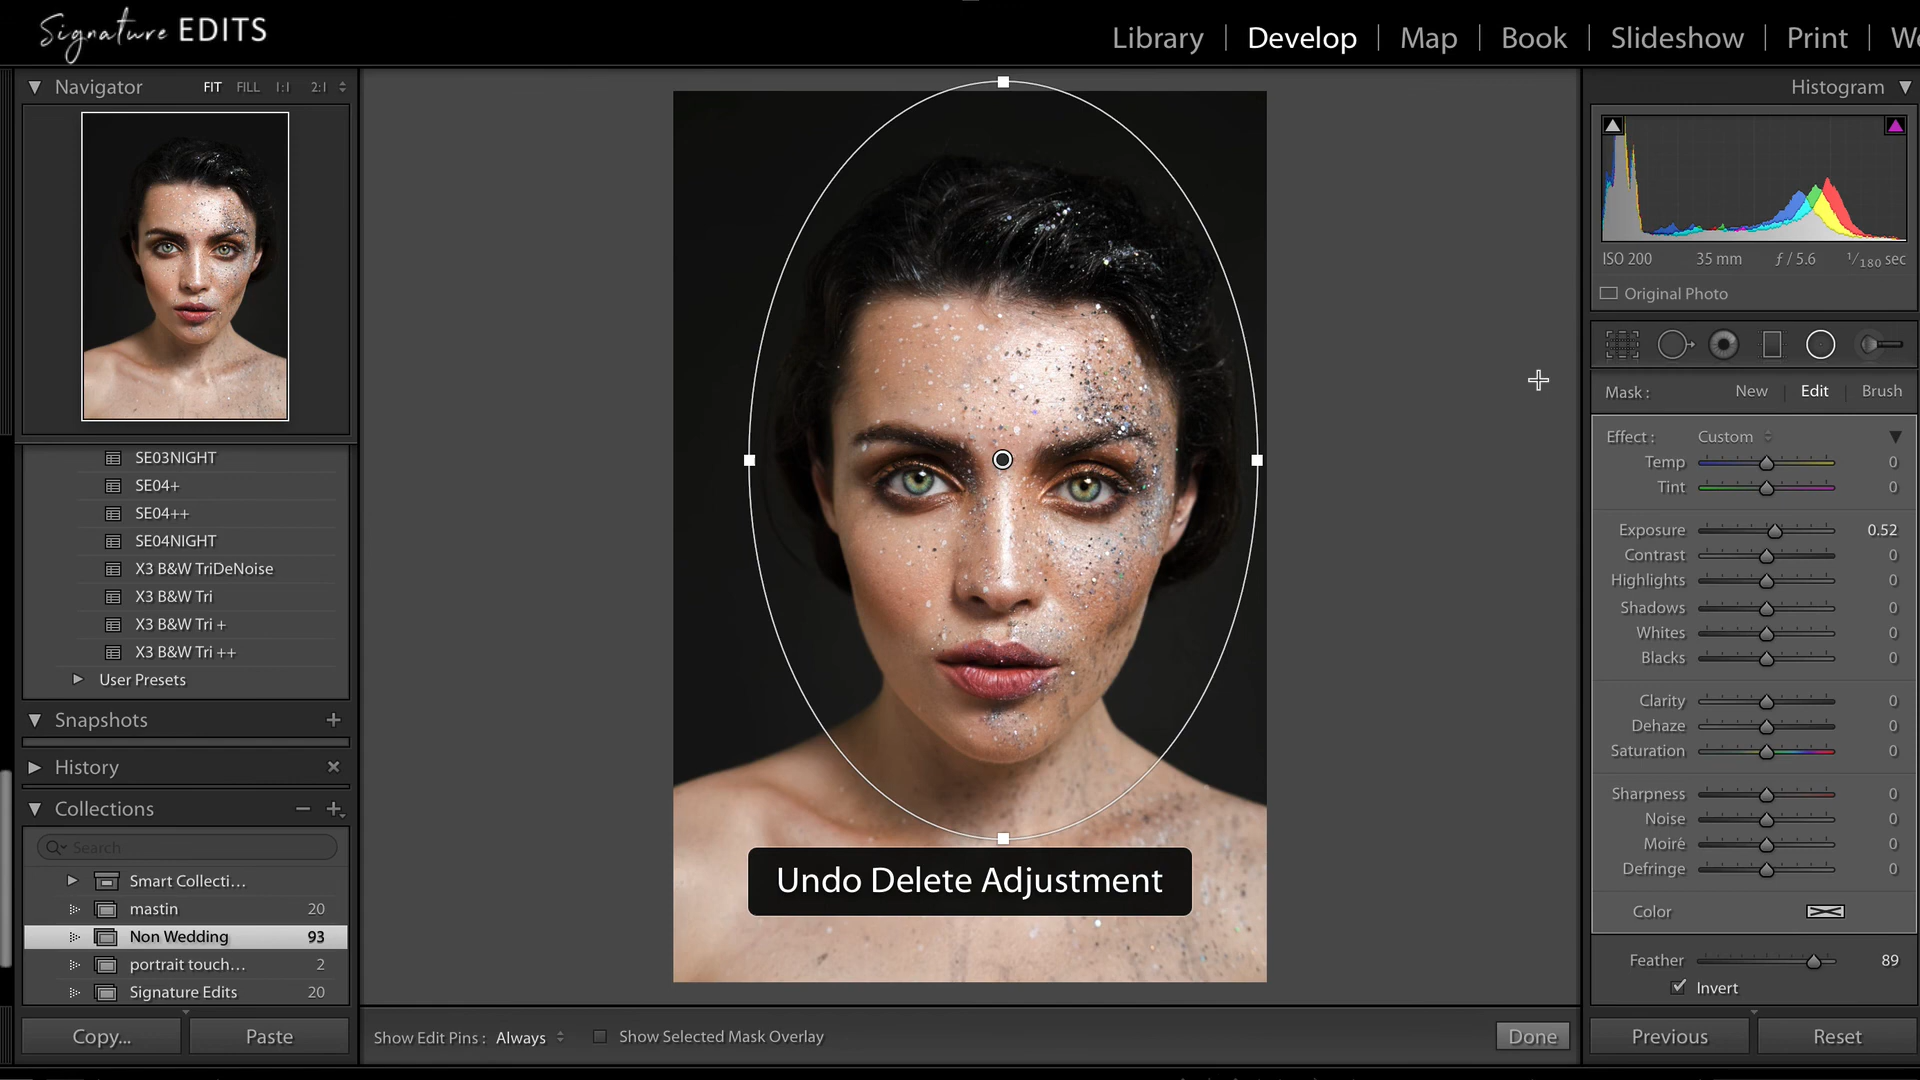 Signature EDITS
Library | Develop | Map | Book | Slideshow | Print |
Navigator FIT FILL 1:1 2:1
SE03NIGHT
SE04+
SE04++
SE04NIGHT
X3 B&W TriDeNoise
X3 B&W Tri
X3 B&W Tri +
X3 B&W Tri ++
User Presets
Snapshots +
History ×
Collections − +
Search
Smart Collecti...
mastin 20
Non Wedding 93
portrait touch... 2
Signature Edits 20
Copy... Paste
Undo Delete Adjustment
Show Edit Pins : Always Show Selected Mask Overlay Done
Histogram
ISO 200 35 mm ƒ / 5.6 1/180 sec
Original Photo
Mask : New | Edit | Brush
Effect : Custom
Temp 0
Tint 0
Exposure 0.52
Contrast 0
Highlights 0
Shadows 0
Whites 0
Blacks 0
Clarity 0
Dehaze 0
Saturation 0
Sharpness 0
Noise 0
Moiré 0
Defringe 0
Color
Feather 89
Invert
Previous Reset